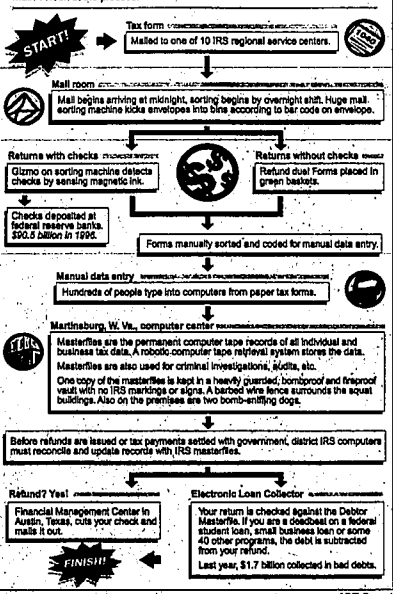 START!
Tax form
Mailed to one of 10 IRS regional service centers.
1040
Mail room
Mail begins arriving at midnight, sorting begins by overnight shift. Huge mail
sorting machine kicks envelopes into bins according to bar code on envelope.
Returns with checks
Gizmo on sorting machine detects
checks by sensing magnetic ink.
Checks deposited at
federal reserve banks.
$90.5 billion in 1996.
Returns without checks
Refund due! Forms placed in
green baskets.
Forms manually sorted and coded for manual data entry.
Manual data entry
Hundreds of people type into computers from paper tax forms.
Martinsburg, W. Va., computer center
Masterfiles are the permanent computer tape records of all individual and
business tax data. A robotic computer tape retrieval system stores the data.
Masterfiles are also used for criminal investigations, audits, etc.
One copy of the masterfiles is kept in a heavily guarded, bombproof and fireproof
vault with no IRS markings or signs. A barbed wire fence surrounds the squat
buildings. Also on the premises are two bomb-sniffing dogs.
Before refunds are issued or tax payments settled with government, district IRS computers
must reconcile and update records with IRS masterfiles.
Refund? Yes!
Financial Management Center in
Austin, Texas, cuts your check and
mails it out.
FINISH!
Electronic Loan Collector
Your return is checked against the Debtor
Masterfile. If you are a deadbeat on a federal
student loan, small business loan or some
40 other programs, the debt is subtracted
from your refund.
Last year, $1.7 billion collected in bad debts.